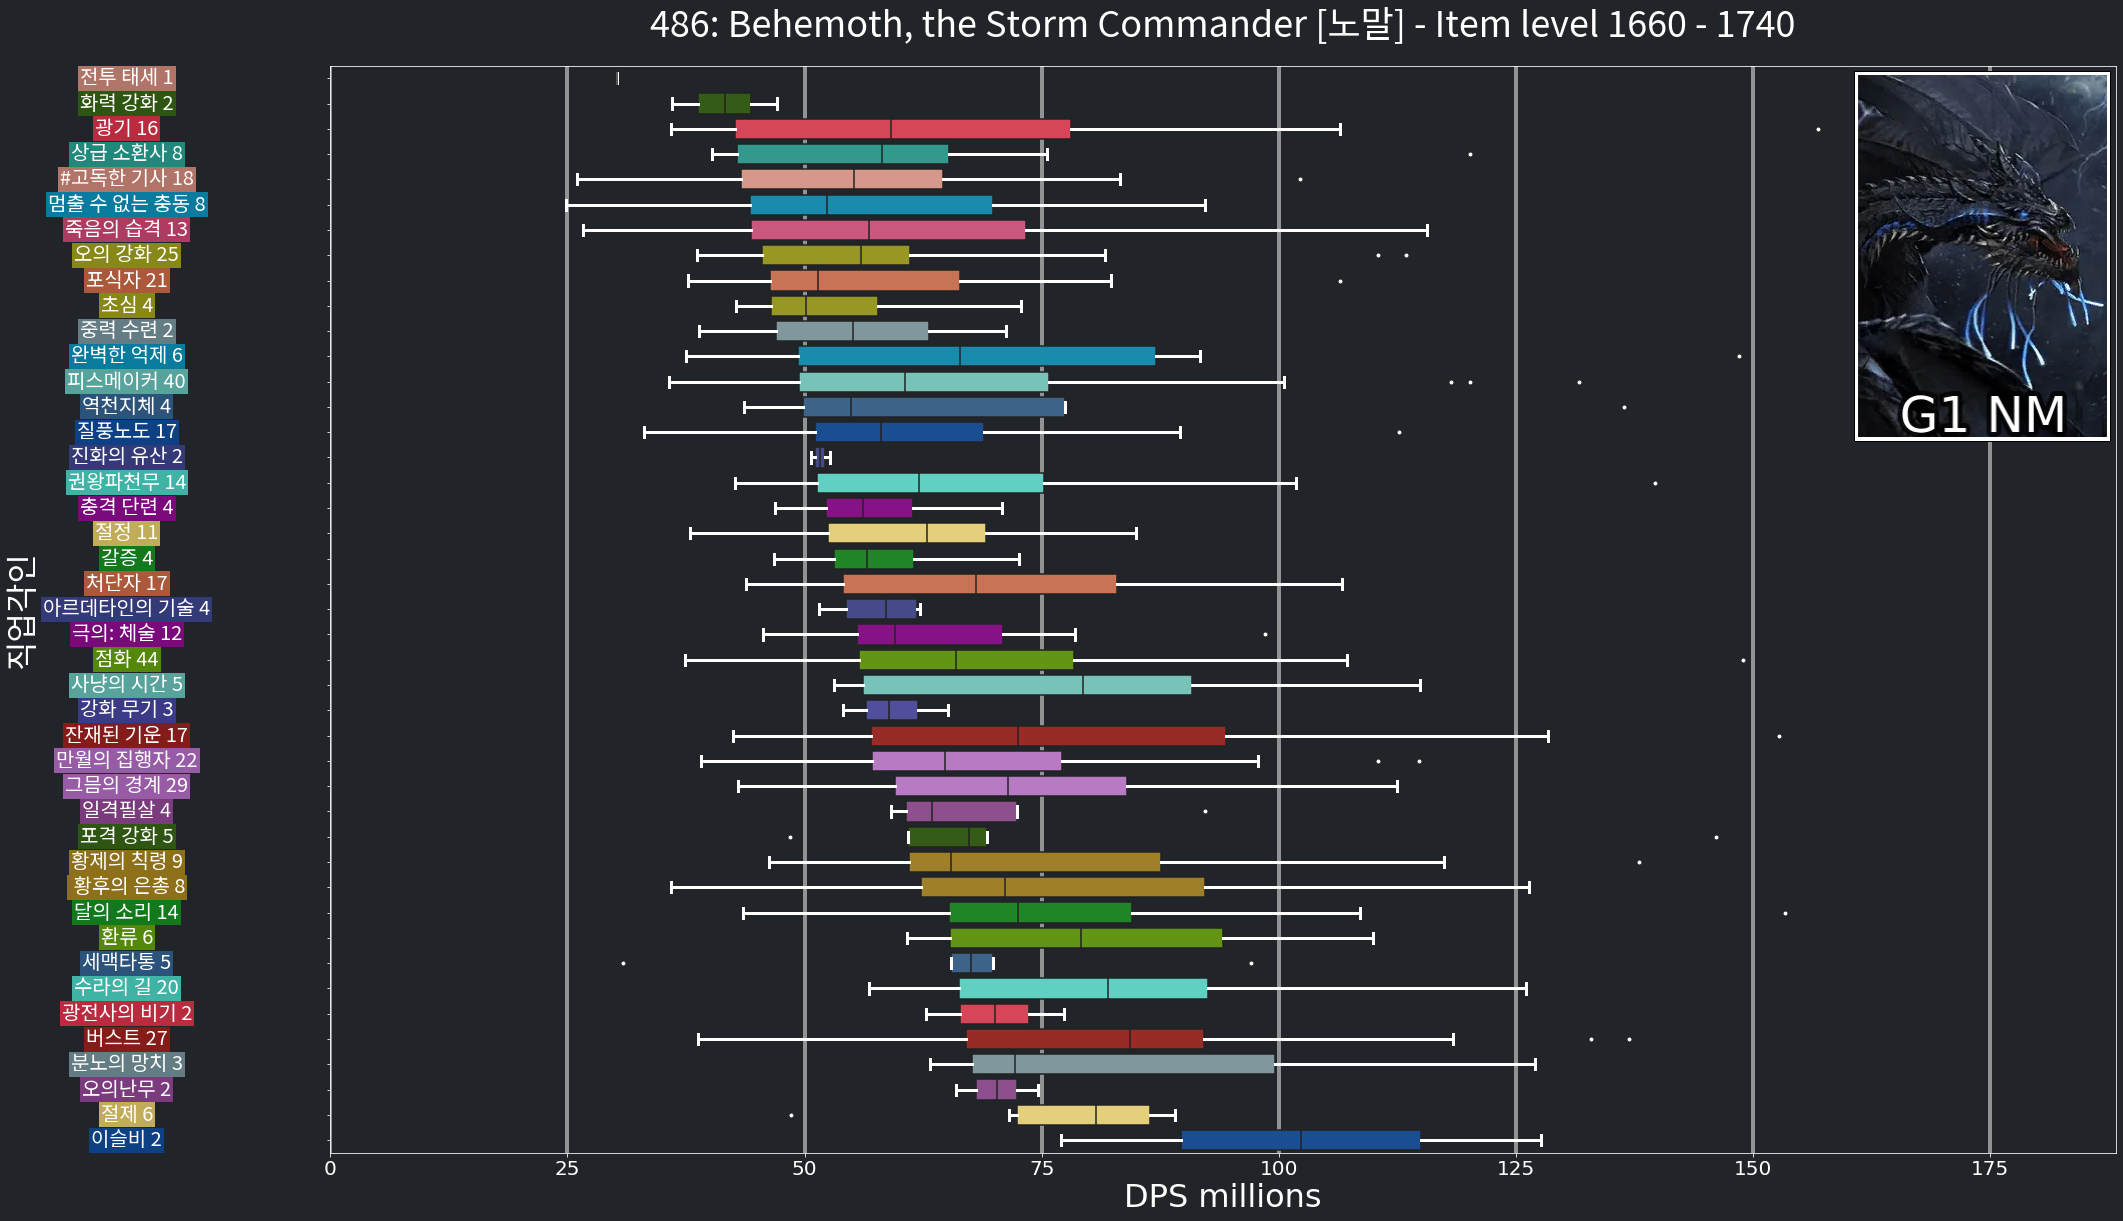 486: Behemoth, the Storm Commander [노말] - Item level 1660 - 1740
직업각인
전투 태세 1
화력 강화 2
광기 16
상급 소환사 8
#고독한 기사 18
멈출 수 없는 충동 8
죽음의 습격 13
오의 강화 25
포식자 21
초심 4
중력 수련 2
완벽한 억제 6
피스메이커 40
역천지체 4
질풍노도 17
진화의 유산 2
권왕파천무 14
충격 단련 4
절정 11
갈증 4
처단자 17
아르데타인의 기술 4
극의: 체술 12
점화 44
사냥의 시간 5
강화 무기 3
잔재된 기운 17
만월의 집행자 22
그믐의 경계 29
일격필살 4
포격 강화 5
황제의 칙령 9
황후의 은총 8
달의 소리 14
환류 6
세맥타통 5
수라의 길 20
광전사의 비기 2
버스트 27
분노의 망치 3
오의난무 2
절제 6
이슬비 2
G1 NM
0 25 50 75 100 125 150 175
DPS millions